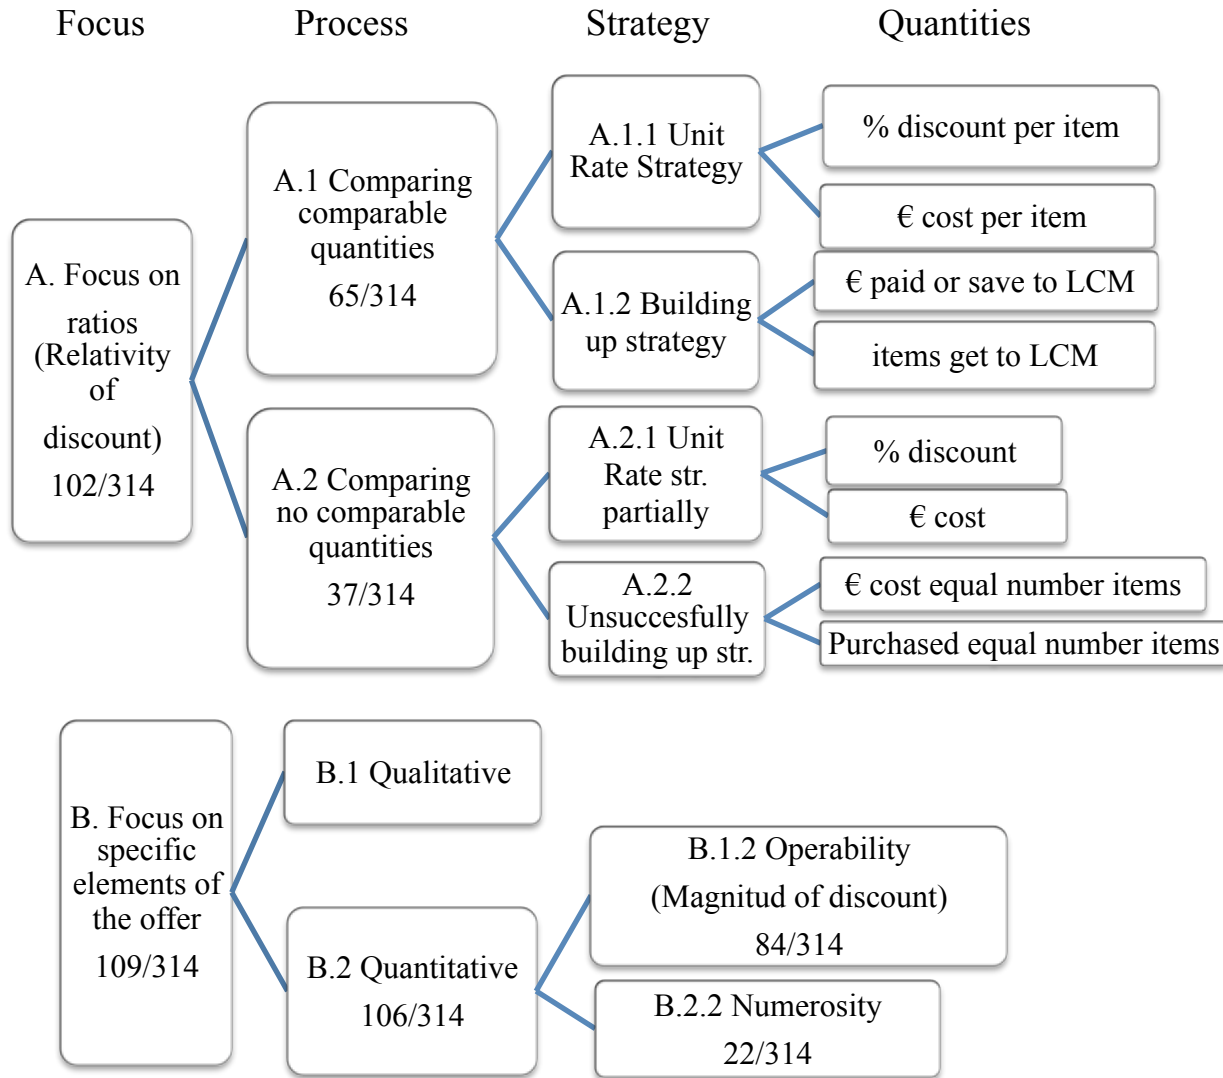 Focus
Process
Strategy
Quantities
A. Focus on
ratios
(Relativity
of
discount)
102/314
A.1 Comparing
comparable
quantities
65/314
A.1.1 Unit
Rate Strategy
% discount per item
€ cost per item
A.1.2 Building
up strategy
€ paid or save to LCM
items get to LCM
A.2 Comparing
no comparable
quantities
37/314
A.2.1 Unit
Rate str.
partially
% discount
€ cost
A.2.2
Unsuccesfully
building up str.
€ cost equal number items
Purchased equal number items
B. Focus on
specific
elements of
the offer
109/314
B.1 Qualitative
B.2 Quantitative
106/314
B.1.2 Operability
(Magnitud of discount)
84/314
B.2.2 Numerosity
22/314